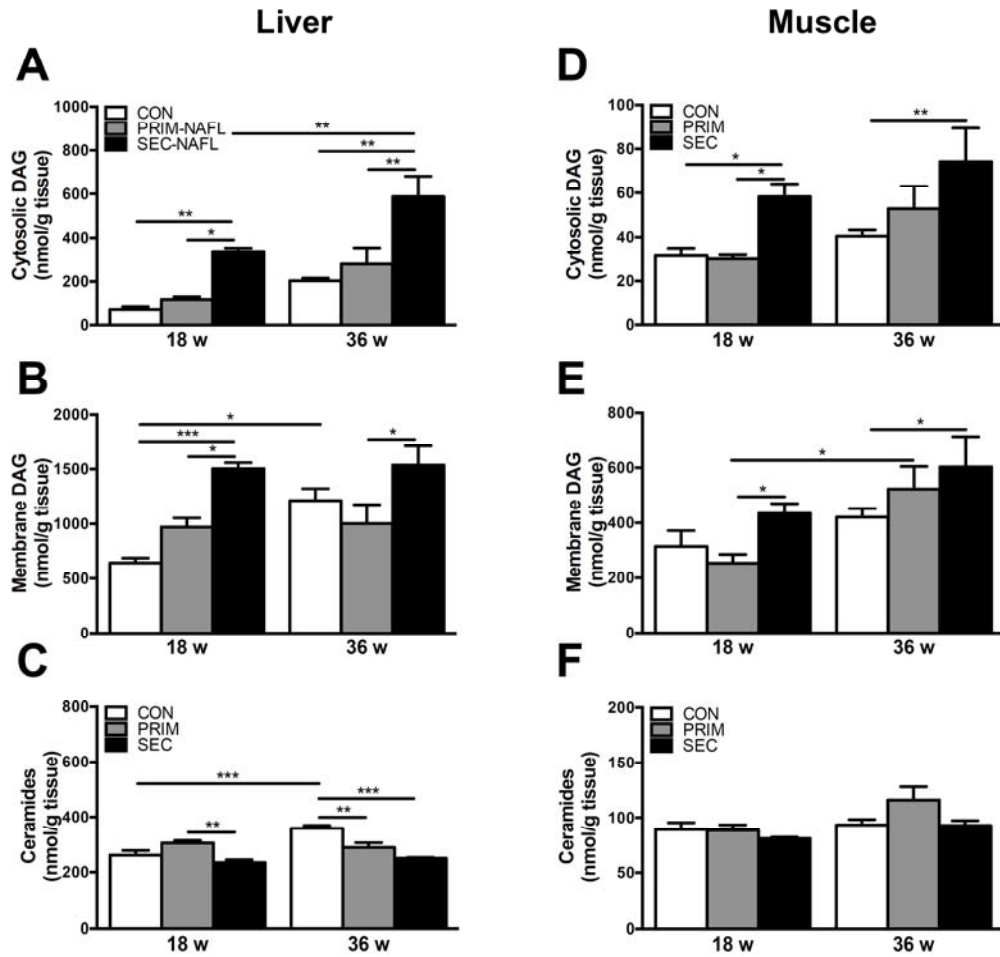 Liver
Muscle
A
Cytosolic DAG
(nmol/g tissue)
1000
800
600
400
200
0
CON
PRIM-NAFL
SEC-NAFL
**
*
**
**
**
18 w
36 w
D
Cytosolic DAG
(nmol/g tissue)
100
80
60
40
20
0
CON
PRIM
SEC
*
*
**
18 w
36 w
B
Membrane DAG
(nmol/g tissue)
2000
1500
1000
500
0
*
***
*
*
18 w
36 w
E
Membrane DAG
(nmol/g tissue)
800
600
400
200
0
*
*
*
18 w
36 w
C
Ceramides
(nmol/g tissue)
800
600
400
200
0
CON
PRIM
SEC
***
***
**
**
18 w
36 w
F
Ceramides
(nmol/g tissue)
200
150
100
50
0
CON
PRIM
SEC
18 w
36 w